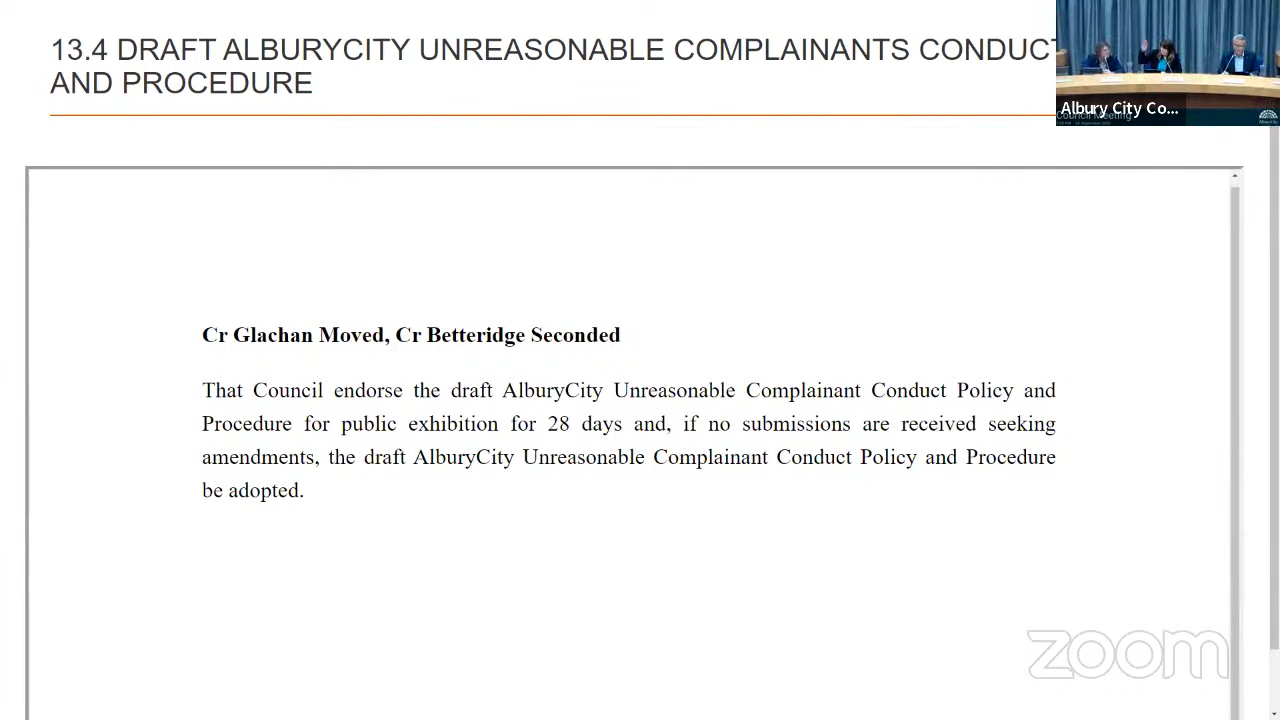 13.4 DRAFT ALBURYCITY UNREASONABLE COMPLAINANTS CONDUCT
AND PROCEDURE
Albury City Co...
Council Meeting
Cr Glachan Moved, Cr Betteridge Seconded
That Council endorse the draft AlburyCity Unreasonable Complainant Conduct Policy and
Procedure for public exhibition for 28 days and, if no submissions are received seeking
amendments, the draft AlburyCity Unreasonable Complainant Conduct Policy and Procedure
be adopted.
zoom